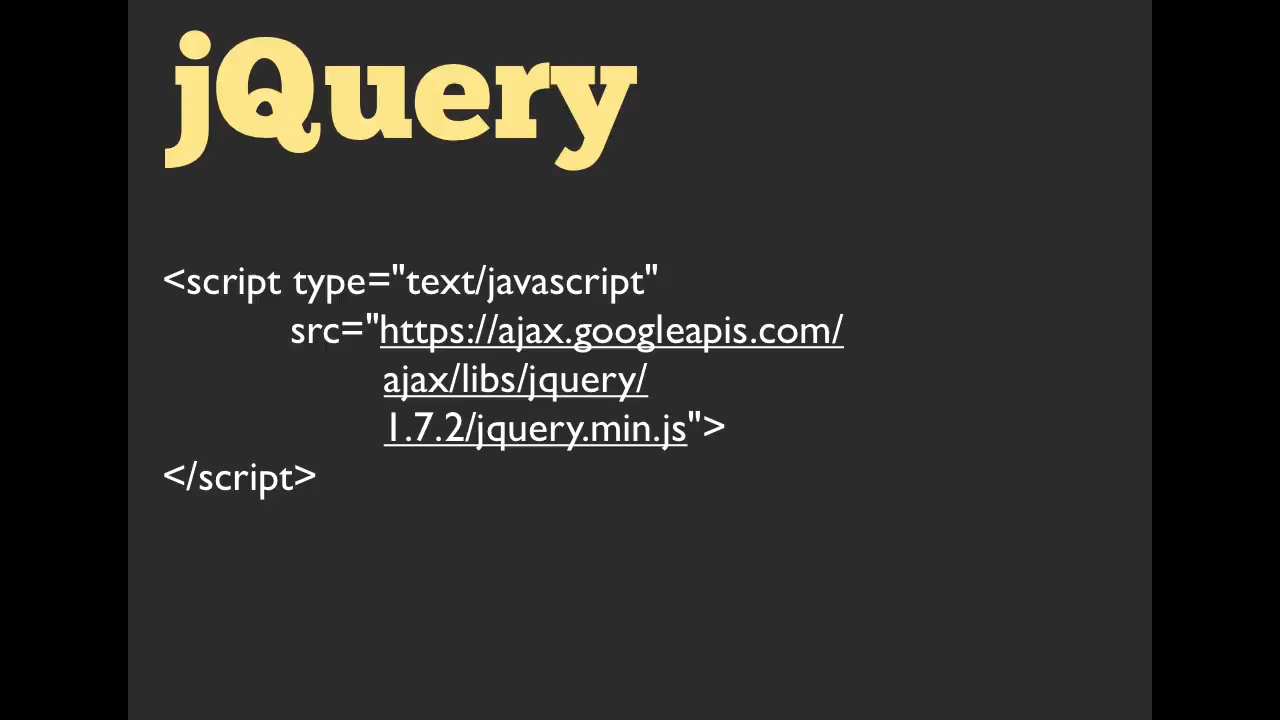 jQuery
<script type="text/javascript"
src="https://ajax.googleapis.com/
ajax/libs/jquery/
1.7.2/jquery.min.js">
</script>